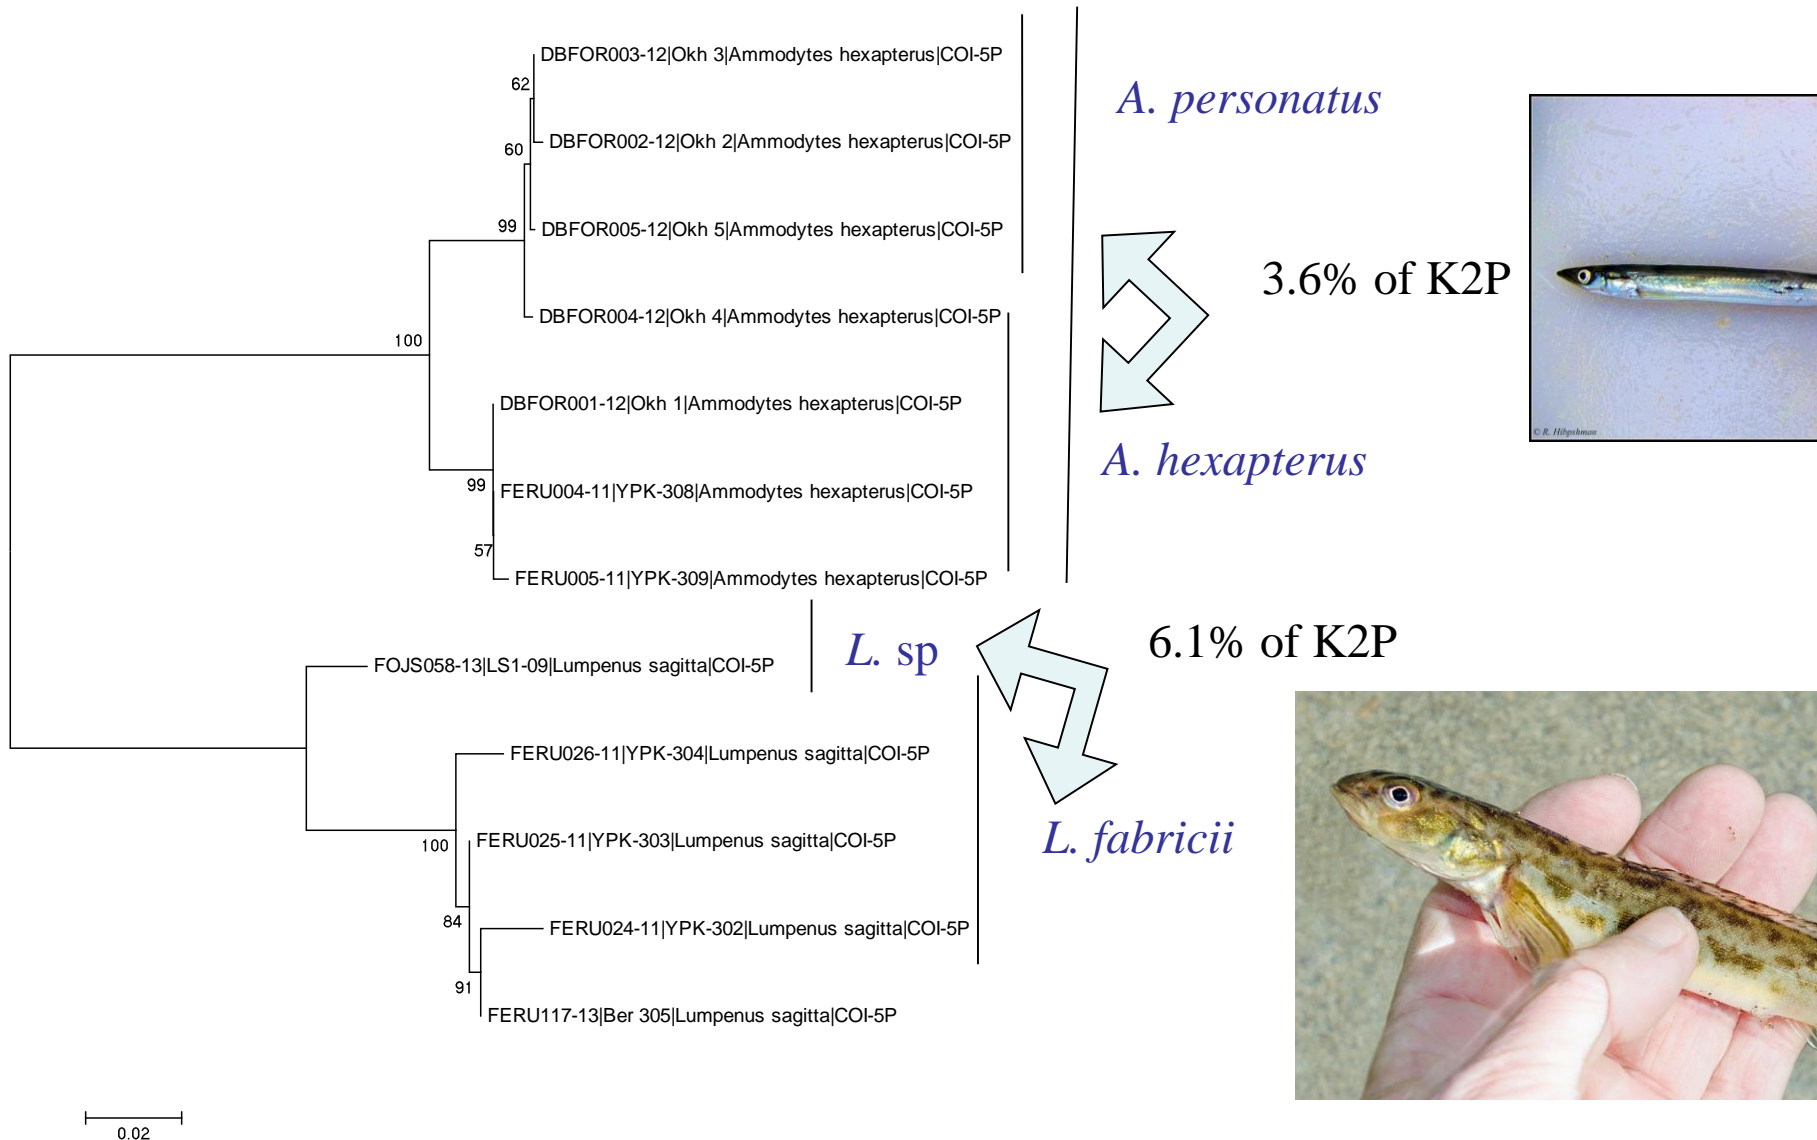 DBFOR003-12|Okh 3|Ammodytes hexapterus|COI-5P
62
A. personatus
DBFOR002-12|Okh 2|Ammodytes hexapterus|COI-5P
60
DBFOR005-12|Okh 5|Ammodytes hexapterus|COI-5P
99
3.6% of K2P
DBFOR004-12|Okh 4|Ammodytes hexapterus|COI-5P
100
DBFOR001-12|Okh 1|Ammodytes hexapterus|COI-5P
© R. Hibpshman
A. hexapterus
99
FERU004-11|YPK-308|Ammodytes hexapterus|COI-5P
57
FERU005-11|YPK-309|Ammodytes hexapterus|COI-5P
6.1% of K2P
L. sp
FOJS058-13|LS1-09|Lumpenus sagitta|COI-5P
FERU026-11|YPK-304|Lumpenus sagitta|COI-5P
L. fabricii
FERU025-11|YPK-303|Lumpenus sagitta|COI-5P
100
84
FERU024-11|YPK-302|Lumpenus sagitta|COI-5P
91
FERU117-13|Ber 305|Lumpenus sagitta|COI-5P
0.02